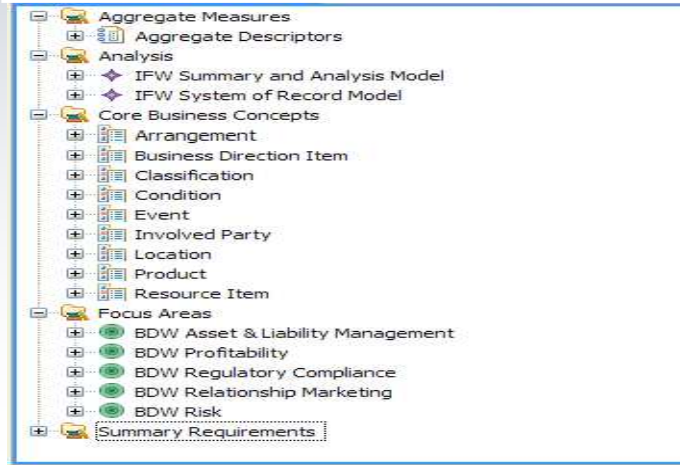 Aggregate Measures
Aggregate Descriptors
Analysis
IFW Summary and Analysis Model
IFW System of Record Model
Core Business Concepts
Arrangement
Business Direction Item
Classification
Condition
Event
Involved Party
Location
Product
Resource Item
Focus Areas
BDW Asset & Liability Management
BDW Profitability
BDW Regulatory Compliance
BDW Relationship Marketing
BDW Risk
Summary Requirements